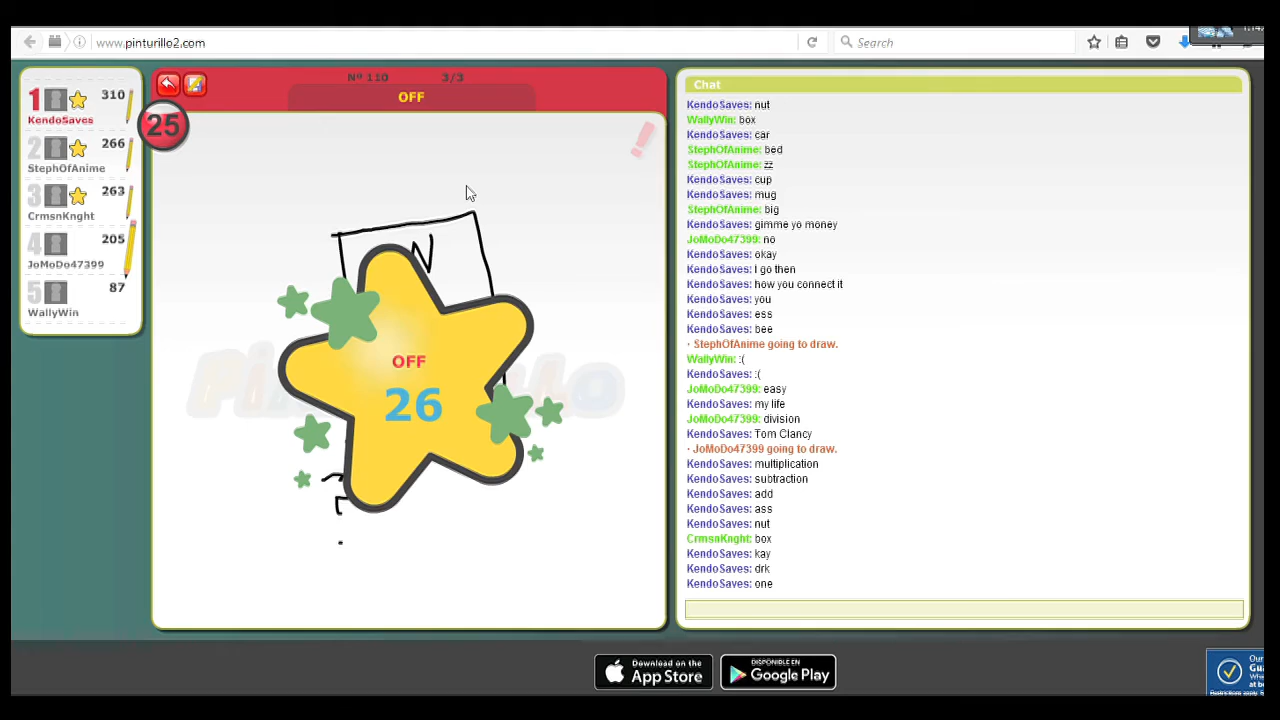 www.pinturillo2.com
Search
1
310
KendoSaves
2
266
StephOfAnime
3
263
CrmsnKnght
4
205
JoMoDo47399
5
87
WallyWin
25
Nº 110
3/3
OFF
N
OFF
26
Chat
KendoSaves: nut
WallyWin: box
KendoSaves: car
StephOfAnime: bed
StephOfAnime: zz
KendoSaves: cup
KendoSaves: mug
StephOfAnime: big
KendoSaves: gimme yo money
JoMoDo47399: no
KendoSaves: okay
KendoSaves: I go then
KendoSaves: how you connect it
KendoSaves: you
KendoSaves: ess
KendoSaves: bee
· StephOfAnime going to draw.
WallyWin: :(
KendoSaves: :(
JoMoDo47399: easy
KendoSaves: my life
JoMoDo47399: division
KendoSaves: Tom Clancy
· JoMoDo47399 going to draw.
KendoSaves: multiplication
KendoSaves: subtraction
KendoSaves: add
KendoSaves: ass
KendoSaves: nut
CrmsnKnght: box
KendoSaves: kay
KendoSaves: drk
KendoSaves: one
Download on the
App Store
DISPONIBLE EN
Google Play